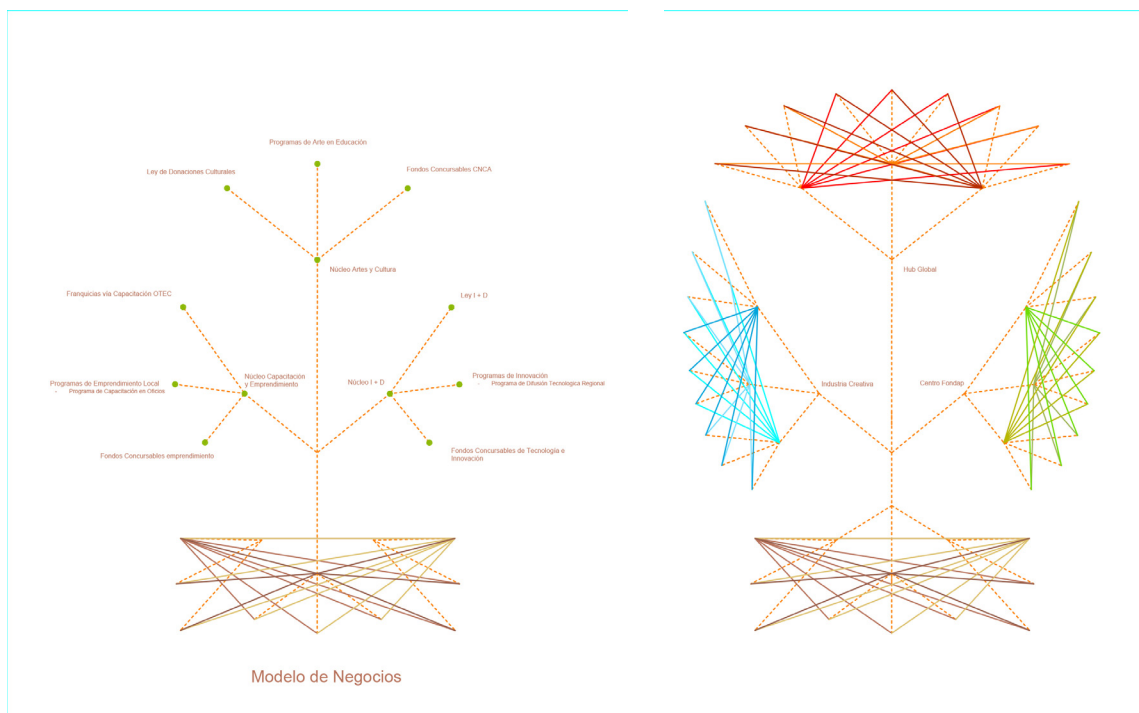 Programas de Arte en Educación
Ley de Donaciones Culturales
Fondos Concursables CNCA
Núcleo Artes y Cultura
Franquicias vía Capacitación OTEC
Ley I + D
Núcleo Capacitación
y Emprendimiento
Programas de Emprendimiento Local
- Programa de Capacitación en Oficios
Núcleo I + D
Programas de Innovación
- Programa de Difusión Tecnológica Regional
Fondos Concursables emprendimiento
Fondos Concursables de Tecnología e
Innovación
Modelo de Negocios
Hub Global
Industria Creativa
Centro Fondap